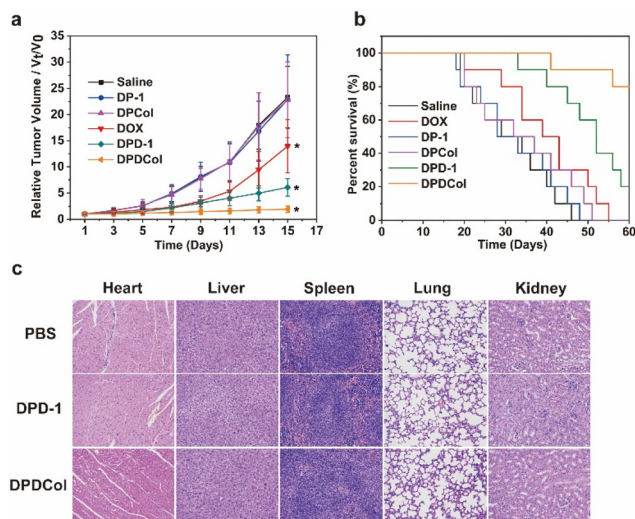 a
Relative Tumor Volume / Vt/V0
35
30
25
20
15
10
5
0
Saline
DP-1
DPCol
DOX
DPD-1
DPDCol
*
*
*
1 3 5 7 9 11 13 15 17
Time (Days)
b
Percent survival (%)
100
80
60
40
20
0
Saline
DOX
DP-1
DPCol
DPD-1
DPDCol
0 10 20 30 40 50 60
Time (Days)
c
Heart Liver Spleen Lung Kidney
PBS
DPD-1
DPDCol